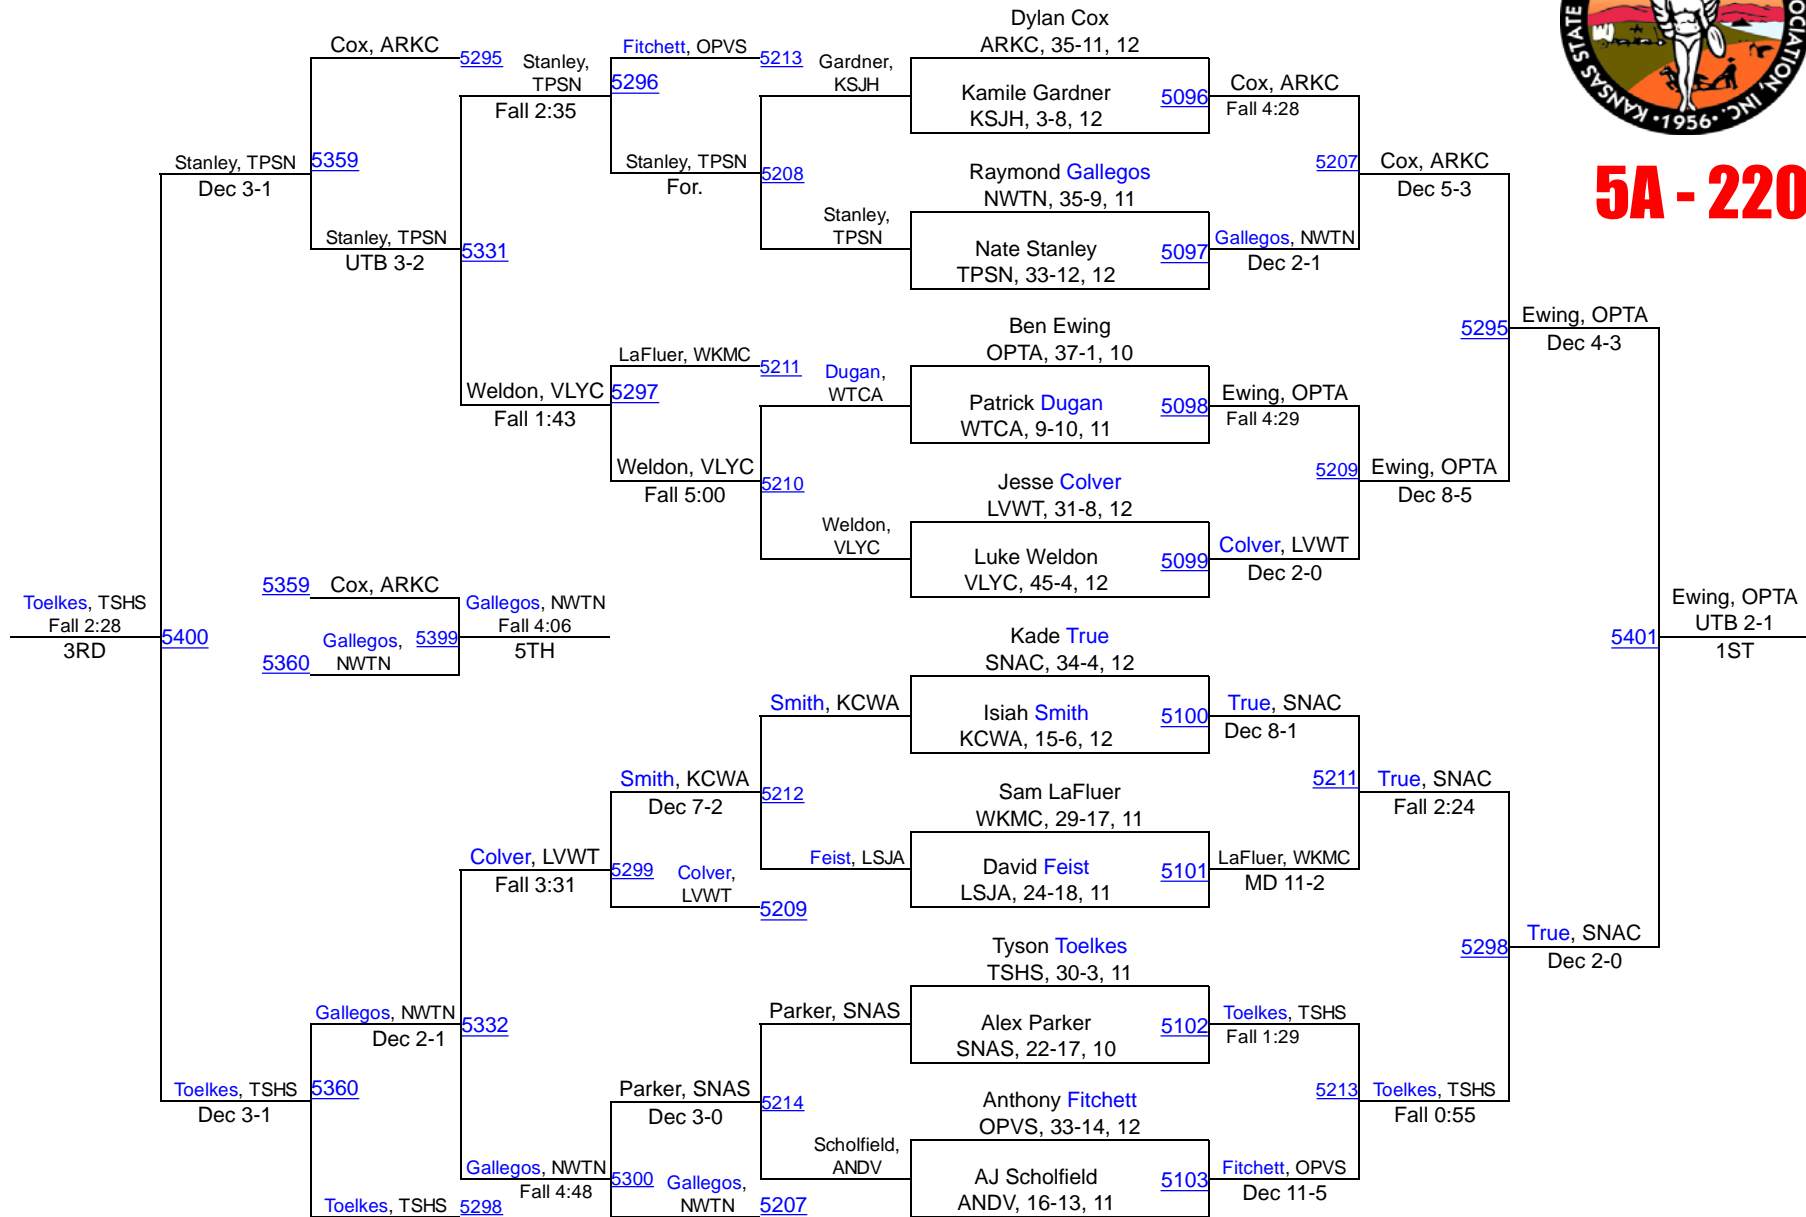 KANSAS STATE
OCIATION, INC.
•1956•
5A - 220
Dylan Cox
ARKC, 35-11, 12
Kamile Gardner
KSJH, 3-8, 12
5096
Raymond Gallegos
NWTN, 35-9, 11
Nate Stanley
TPSN, 33-12, 12
5097
Ben Ewing
OPTA, 37-1, 10
Patrick Dugan
WTCA, 9-10, 11
5098
Jesse Colver
LVWT, 31-8, 12
Luke Weldon
VLYC, 45-4, 12
5099
Kade True
SNAC, 34-4, 12
Isiah Smith
KCWA, 15-6, 12
5100
Sam LaFluer
WKMC, 29-17, 11
David Feist
LSJA, 24-18, 11
5101
Tyson Toelkes
TSHS, 30-3, 11
Alex Parker
SNAS, 22-17, 10
5102
Anthony Fitchett
OPVS, 33-14, 12
AJ Scholfield
ANDV, 16-13, 11
5103
Cox, ARKC
Fall 4:28
Gallegos, NWTN
Dec 2-1
Ewing, OPTA
Fall 4:29
Colver, LVWT
Dec 2-0
True, SNAC
Dec 8-1
LaFluer, WKMC
MD 11-2
Toelkes, TSHS
Fall 1:29
Fitchett, OPVS
Dec 11-5
5207
Cox, ARKC
Dec 5-3
5209
Ewing, OPTA
Dec 8-5
5211
True, SNAC
Fall 2:24
5213
Toelkes, TSHS
Fall 0:55
5295
Ewing, OPTA
Dec 4-3
5298
True, SNAC
Dec 2-0
5401
Ewing, OPTA
UTB 2-1
1ST
Gardner,
KSJH
Stanley,
TPSN
5208
Dugan,
WTCA
Weldon,
VLYC
5210
Smith, KCWA
Feist, LSJA
5212
Parker, SNAS
Scholfield,
ANDV
5214
Fitchett, OPVS
5213
Stanley, TPSN
For.
5296
LaFluer, WKMC
5211
Weldon, VLYC
Fall 5:00
5297
Smith, KCWA
Dec 7-2
5299
Colver,
LVWT
5209
Parker, SNAS
Dec 3-0
5300
Gallegos,
NWTN
5207
Stanley,
TPSN
Fall 2:35
Weldon, VLYC
Fall 1:43
5331
Colver, LVWT
Fall 3:31
Gallegos, NWTN
Fall 4:48
5332
Cox, ARKC
5295
Stanley, TPSN
UTB 3-2
5359
Gallegos, NWTN
Dec 2-1
Toelkes, TSHS
5298
5360
Stanley, TPSN
Dec 3-1
Toelkes, TSHS
Dec 3-1
5400
Toelkes, TSHS
Fall 2:28
3RD
5359
Cox, ARKC
5360
Gallegos,
NWTN
5399
Gallegos, NWTN
Fall 4:06
5TH